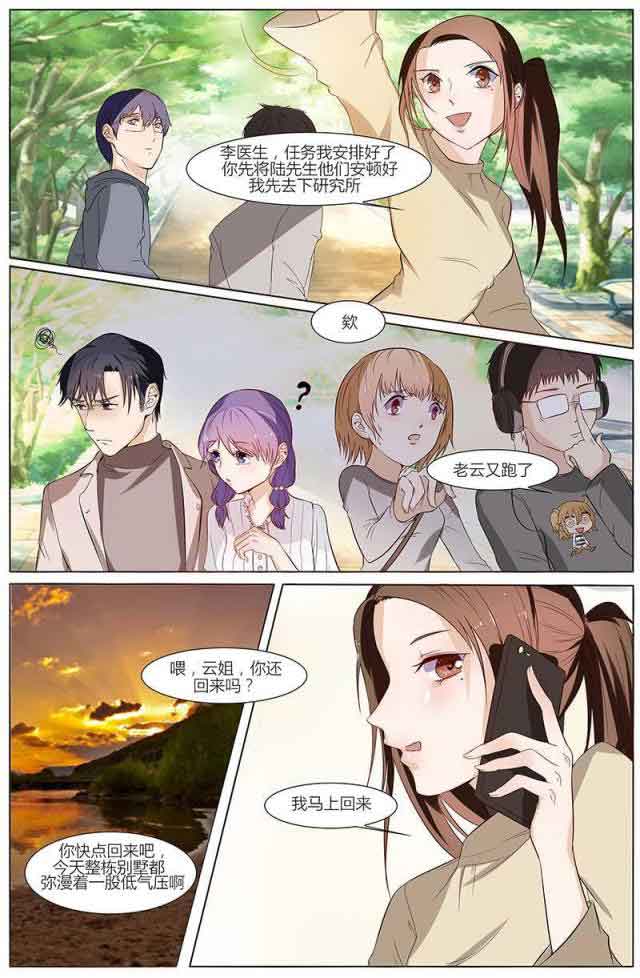 李医生，任务我安排好了
你先将陆先生他们安顿好
我先去下研究所
欸
?
老云又跑了
喂，云姐，你还
回来吗？
我马上回来
你快点回来吧，
今天整栋别墅都
弥漫着一股低气压啊